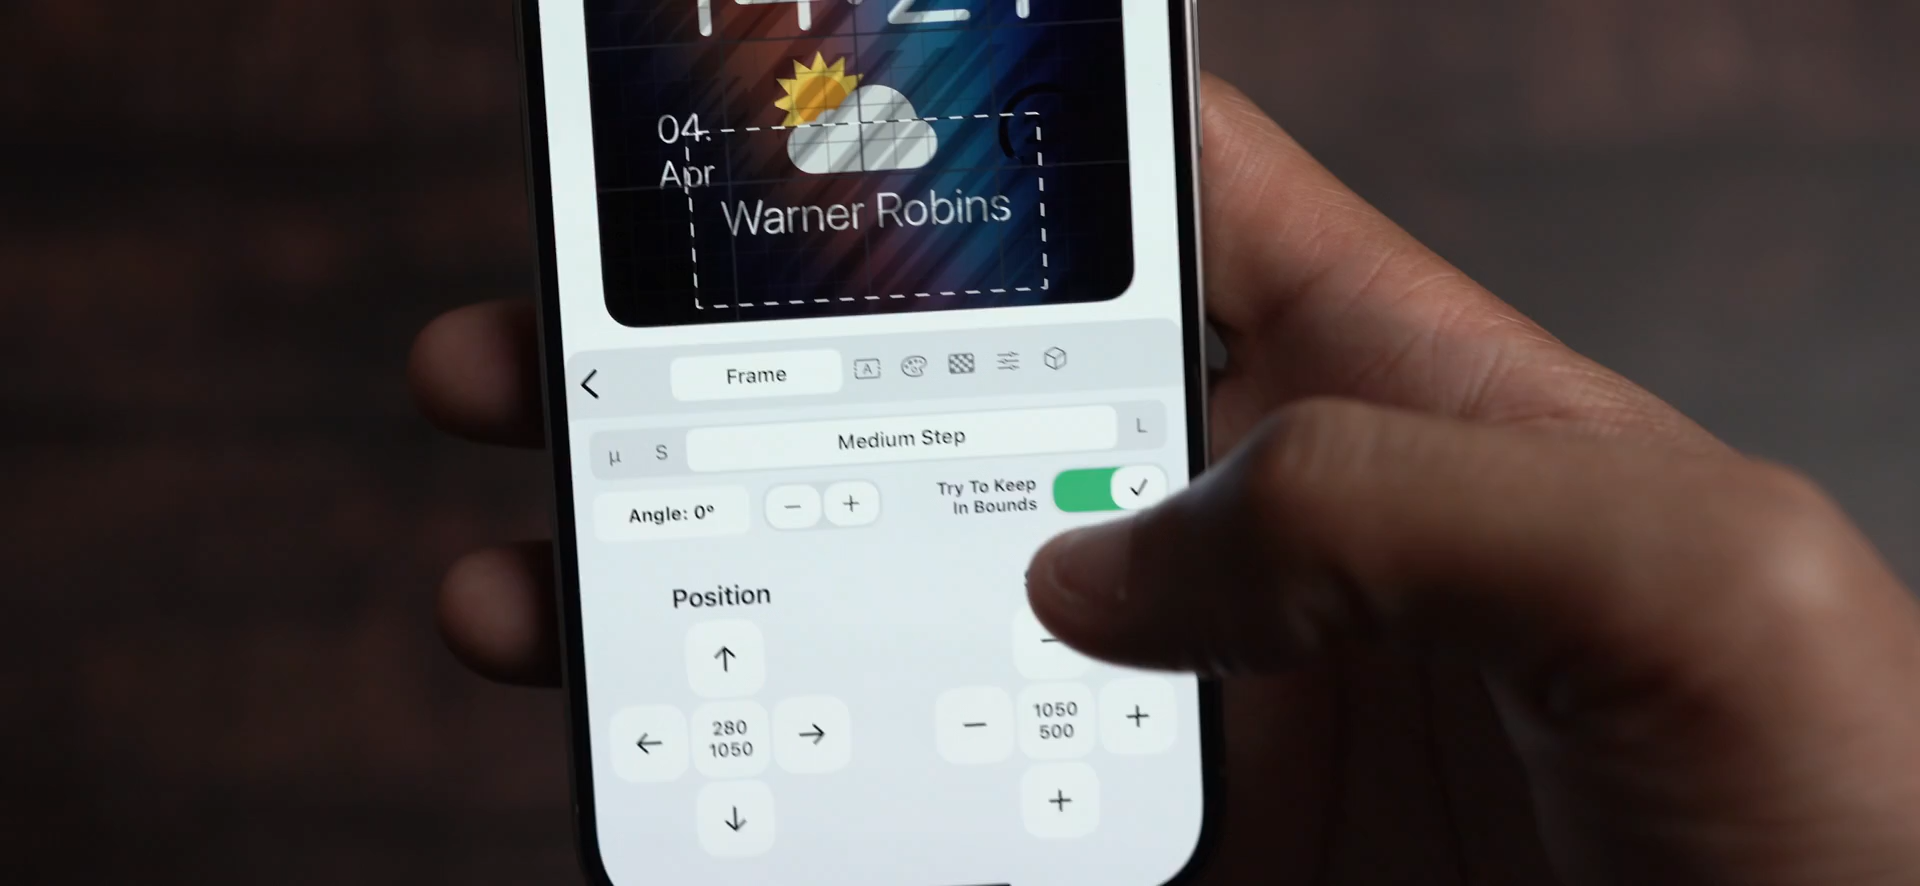 04.
Apr
Warner Robins
Frame
A
μ S Medium Step L
Angle: 0° − +
Try To Keep
In Bounds
Position
280
1050
1050
500